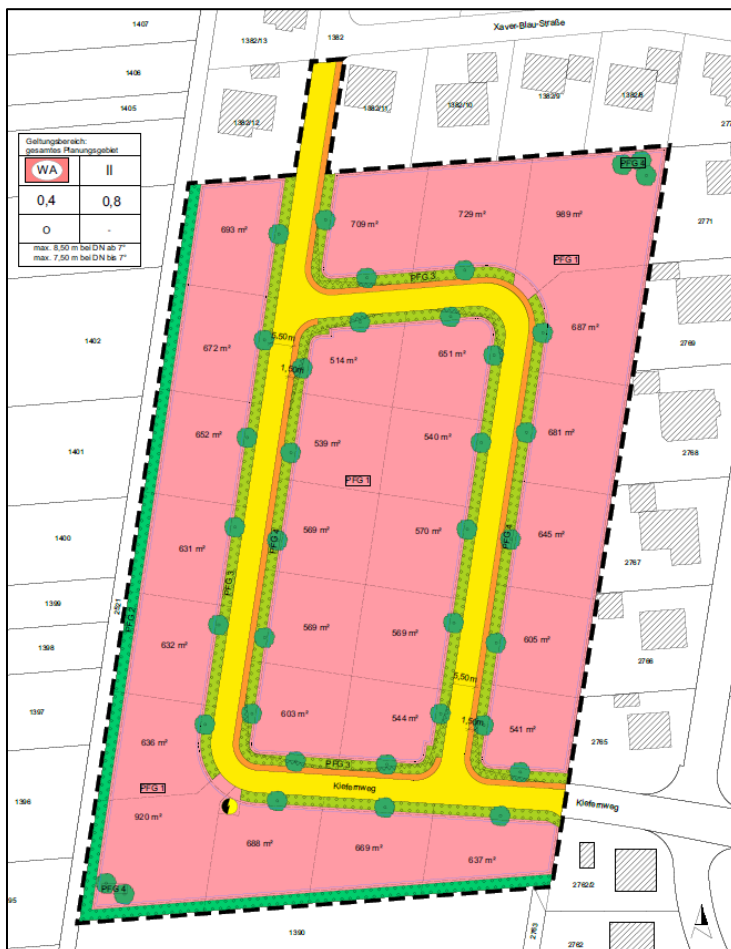 1407
1382/13
1382
Xaver-Blau-Straße
1406
1405
1382/12
1382/11
1382/10
1382/9
1382/8
Geltungsbereich:
gesamtes Planungsgebiet
WA
II
0,4
0,8
O
-
max. 8,50 m bei DN ab 7°
max. 7,50 m bei DN bis 7°
PFG 4
693 m²
709 m²
729 m²
989 m²
2771
PFG 3
PFG 1
1402
672 m²
5.50m
1,50m
514 m²
651 m²
687 m²
2769
652 m²
539 m²
540 m²
681 m²
2768
1401
PFG 1
631 m²
PFG 4
569 m²
570 m²
PFG 4
645 m²
1400
2767
1399
2521
PFG 2
PFG 3
632 m²
569 m²
569 m²
605 m²
2766
1398
5,50m
1397
603 m²
544 m²
1,50m
541 m²
2765
636 m²
PFG 3
PFG 1
Kiefernweg
Kiefernweg
1396
920 m²
688 m²
669 m²
637 m²
2762/2
PFG 4
1390
2763
2762